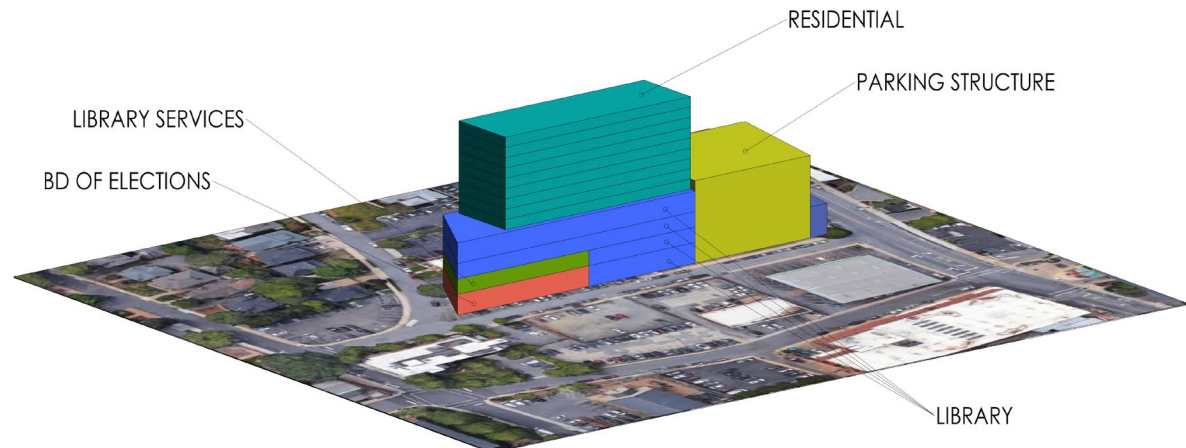 RESIDENTIAL
PARKING STRUCTURE
LIBRARY SERVICES
BD OF ELECTIONS
LIBRARY